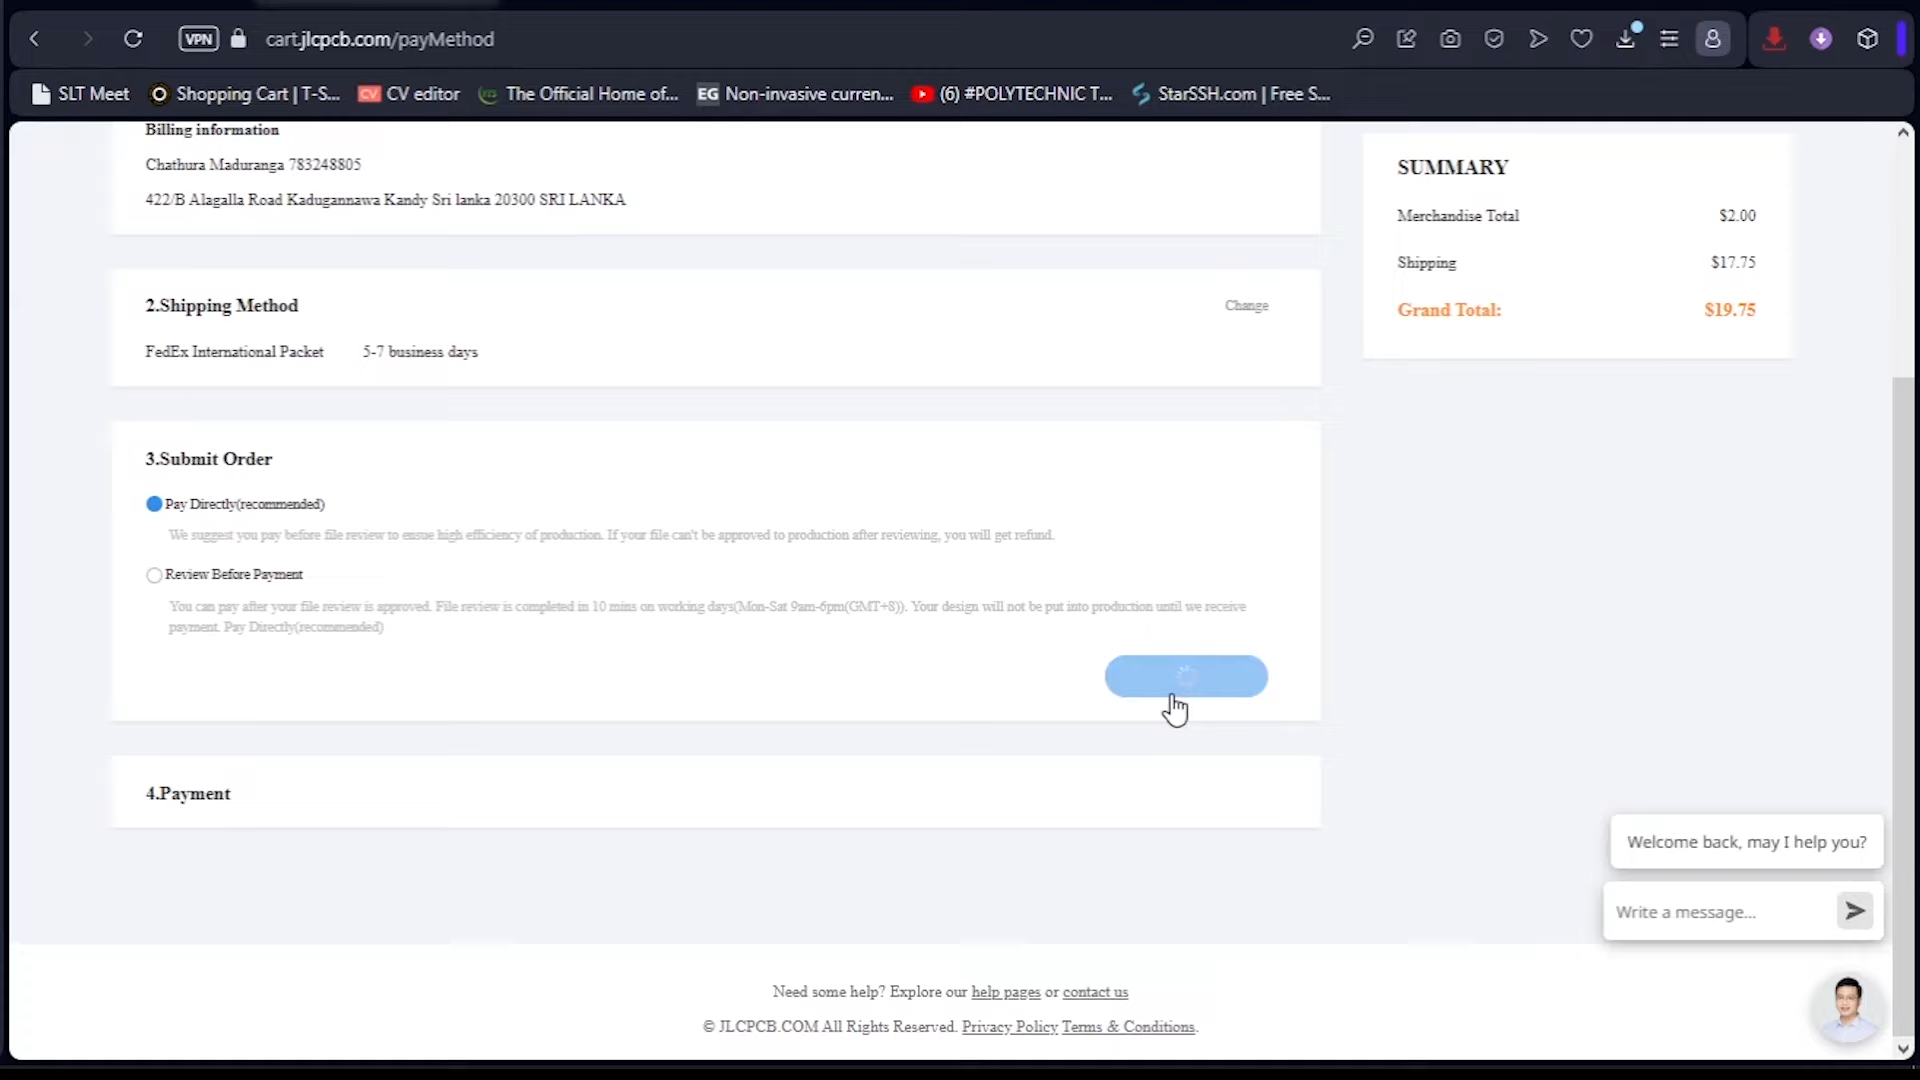 VPN cart.jlcpcb.com/payMethod
SLT Meet Shopping Cart | T-S... CV CV editor The Official Home of... EG Non-invasive curren... (6) #POLYTECHNIC T... StarSSH.com | Free S...
Billing information
Chathura Maduranga 783248805
422/B Alagalla Road Kadugannawa Kandy Sri lanka 20300 SRI LANKA
2.Shipping Method
Change
FedEx International Packet 5-7 business days
3.Submit Order
Pay Directly(recommended)
We suggest you pay before file review to ensue high efficiency of production. If your file can't be approved to production after reviewing, you will get refund.
Review Before Payment
You can pay after your file review is approved. File review is completed in 10 mins on working days(Mon-Sat 9am-6pm(GMT+8)). Your design will not be put into production until we receive
payment. Pay Directly(recommended)
4.Payment
SUMMARY
Merchandise Total $2.00
Shipping $17.75
Grand Total: $19.75
Welcome back, may I help you?
Write a message...
Need some help? Explore our help pages or contact us
© JLCPCB.COM All Rights Reserved. Privacy Policy Terms & Conditions.